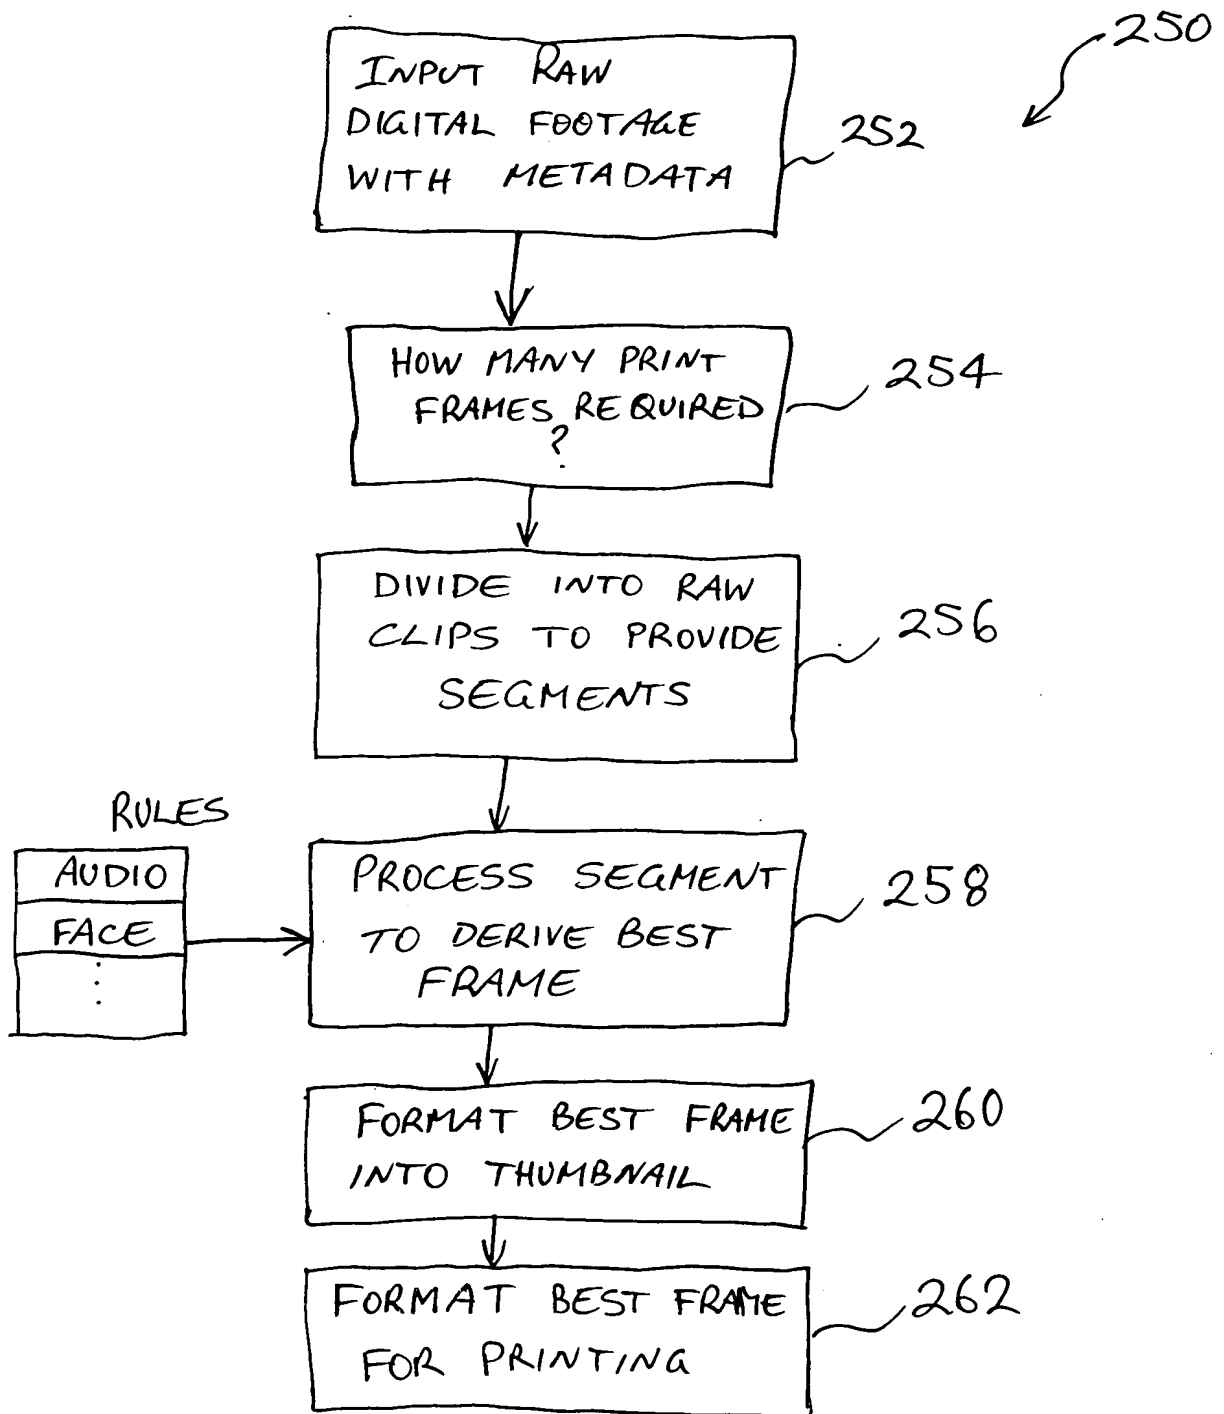 250
INPUT RAW
DIGITAL FOOTAGE
WITH METADATA
252
HOW MANY PRINT
FRAMES REQUIRED
?
254
DIVIDE INTO RAW
CLIPS TO PROVIDE
SEGMENTS
256
RULES
AUDIO
FACE
⋮
PROCESS SEGMENT
TO DERIVE BEST
FRAME
258
FORMAT BEST FRAME
INTO THUMBNAIL
260
FORMAT BEST FRAME
FOR PRINTING
262